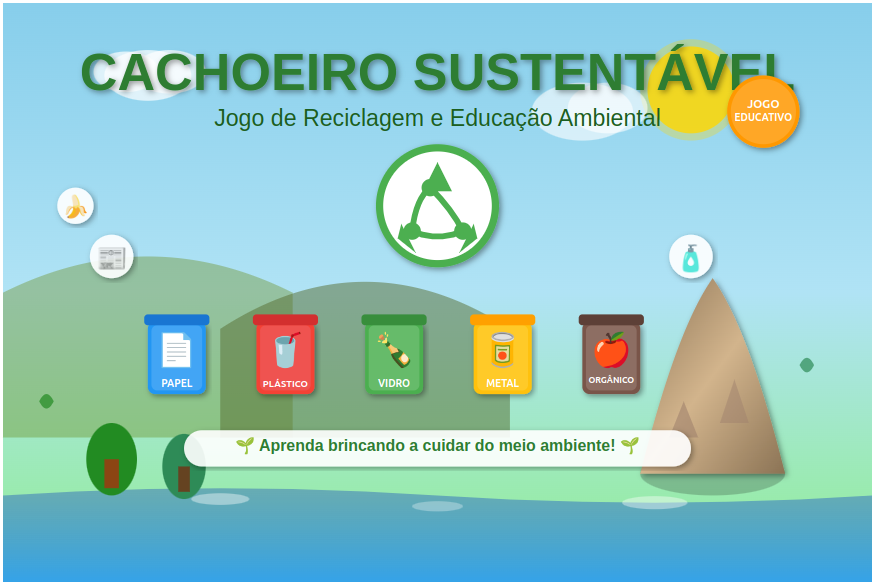 CACHOEIRO SUSTENTÁVEL
Jogo de Reciclagem e Educação Ambiental
JOGO
EDUCATIVO
PAPEL
PLÁSTICO
VIDRO
METAL
ORGÂNICO
Aprenda brincando a cuidar do meio ambiente!